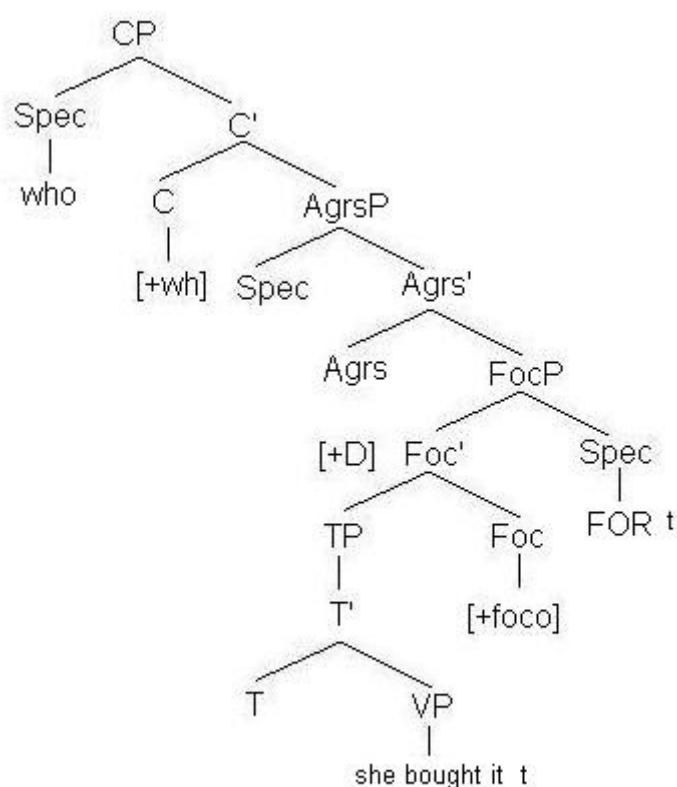 CP
Spec C'
who C AgrsP
[+wh] Spec Agrs'
Agrs FocP
[+D] Foc' Spec
TP Foc FOR t
T' [+foco]
T VP
she bought it t